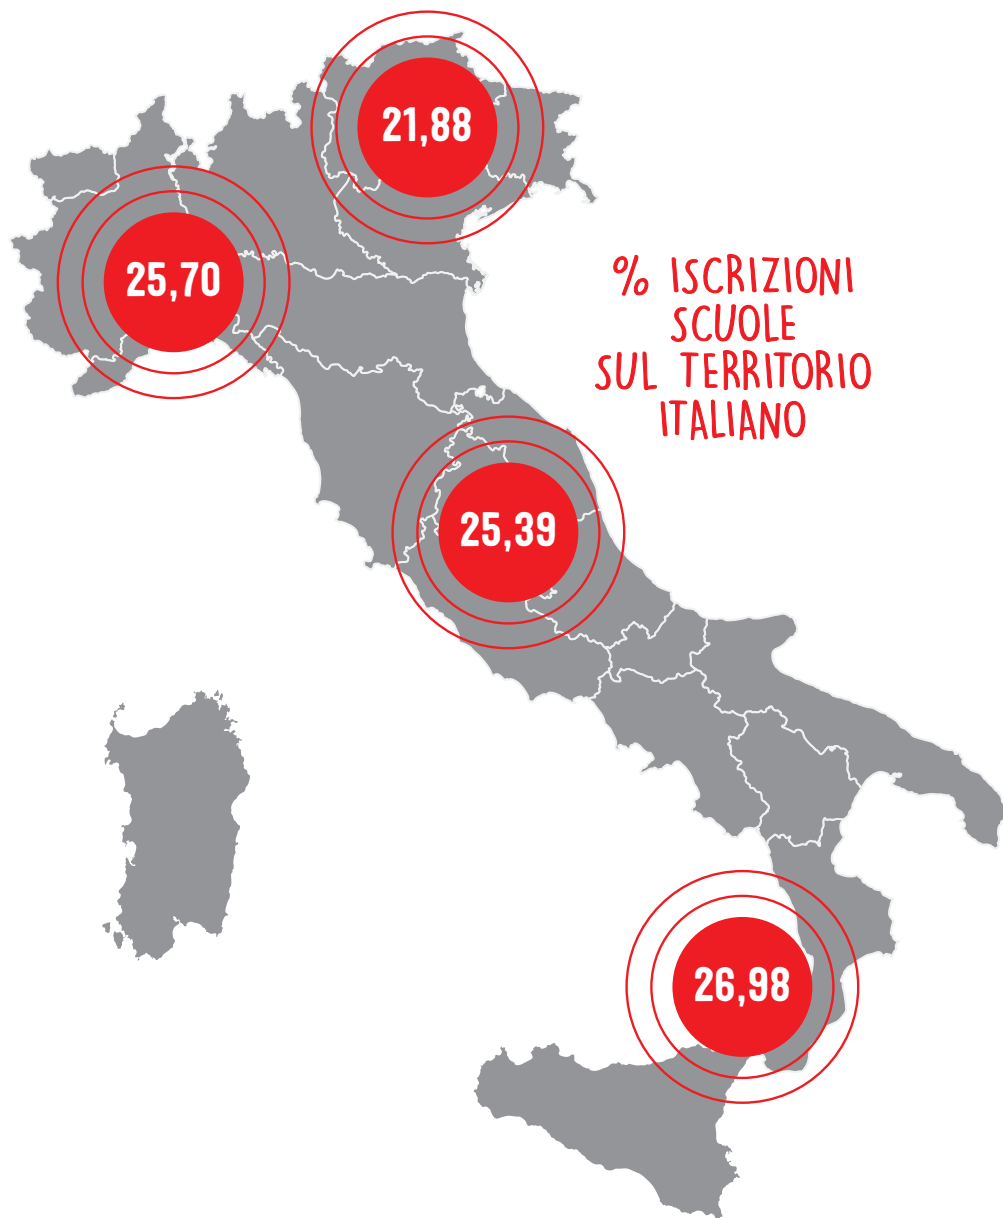 21,88
25,70
% ISCRIZIONI
SCUOLE
SUL TERRITORIO
ITALIANO
25,39
26,98